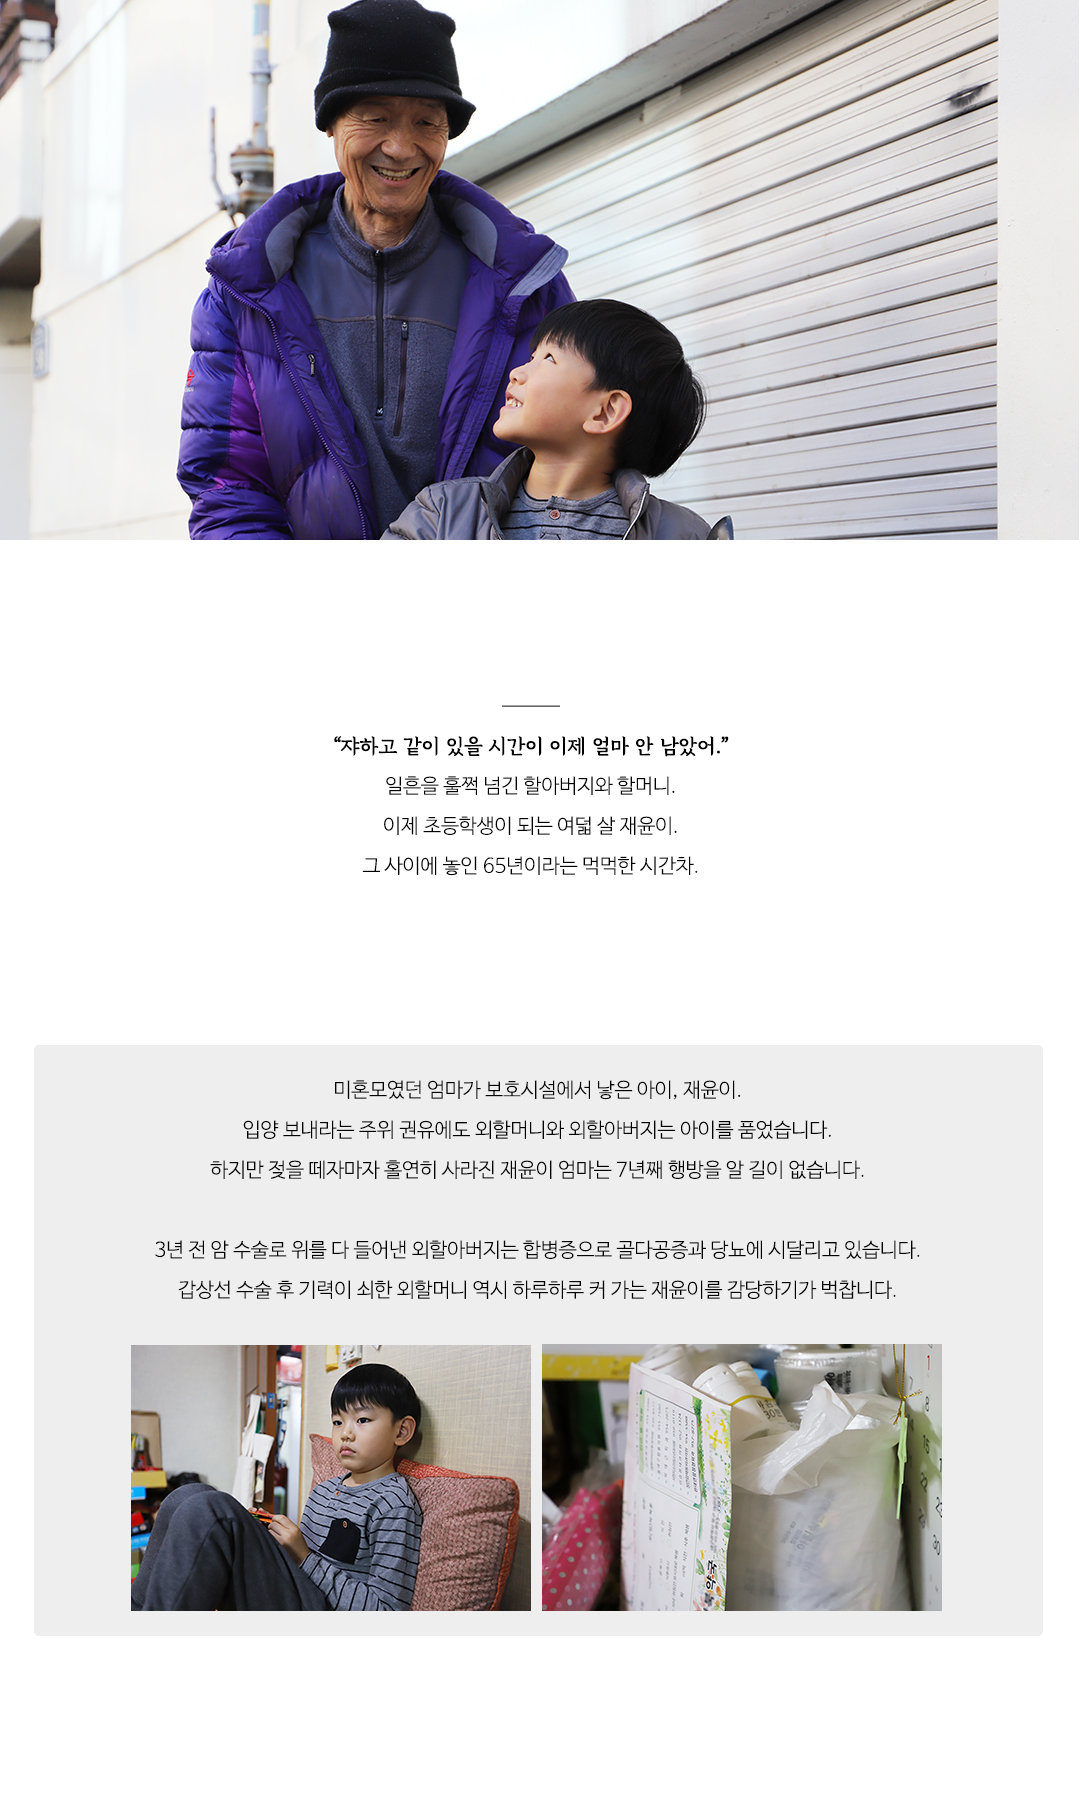 “쟈하고 같이 있을 시간이 이제 얼마 안 남았어.”
일흔을 훌쩍 넘긴 할아버지와 할머니.
이제 초등학생이 되는 여덟 살 재윤이.
그 사이에 놓인 65년이라는 먹먹한 시간차.
미혼모였던 엄마가 보호시설에서 낳은 아이, 재윤이.
입양 보내라는 주위 권유에도 외할머니와 외할아버지는 아이를 품었습니다.
하지만 젖을 떼자마자 홀연히 사라진 재윤이 엄마는 7년째 행방을 알 길이 없습니다.
3년 전 암 수술로 위를 다 들어낸 외할아버지는 합병증으로 골다공증과 당뇨에 시달리고 있습니다.
갑상선 수술 후 기력이 쇠한 외할머니 역시 하루하루 커 가는 재윤이를 감당하기가 벅찹니다.
약국